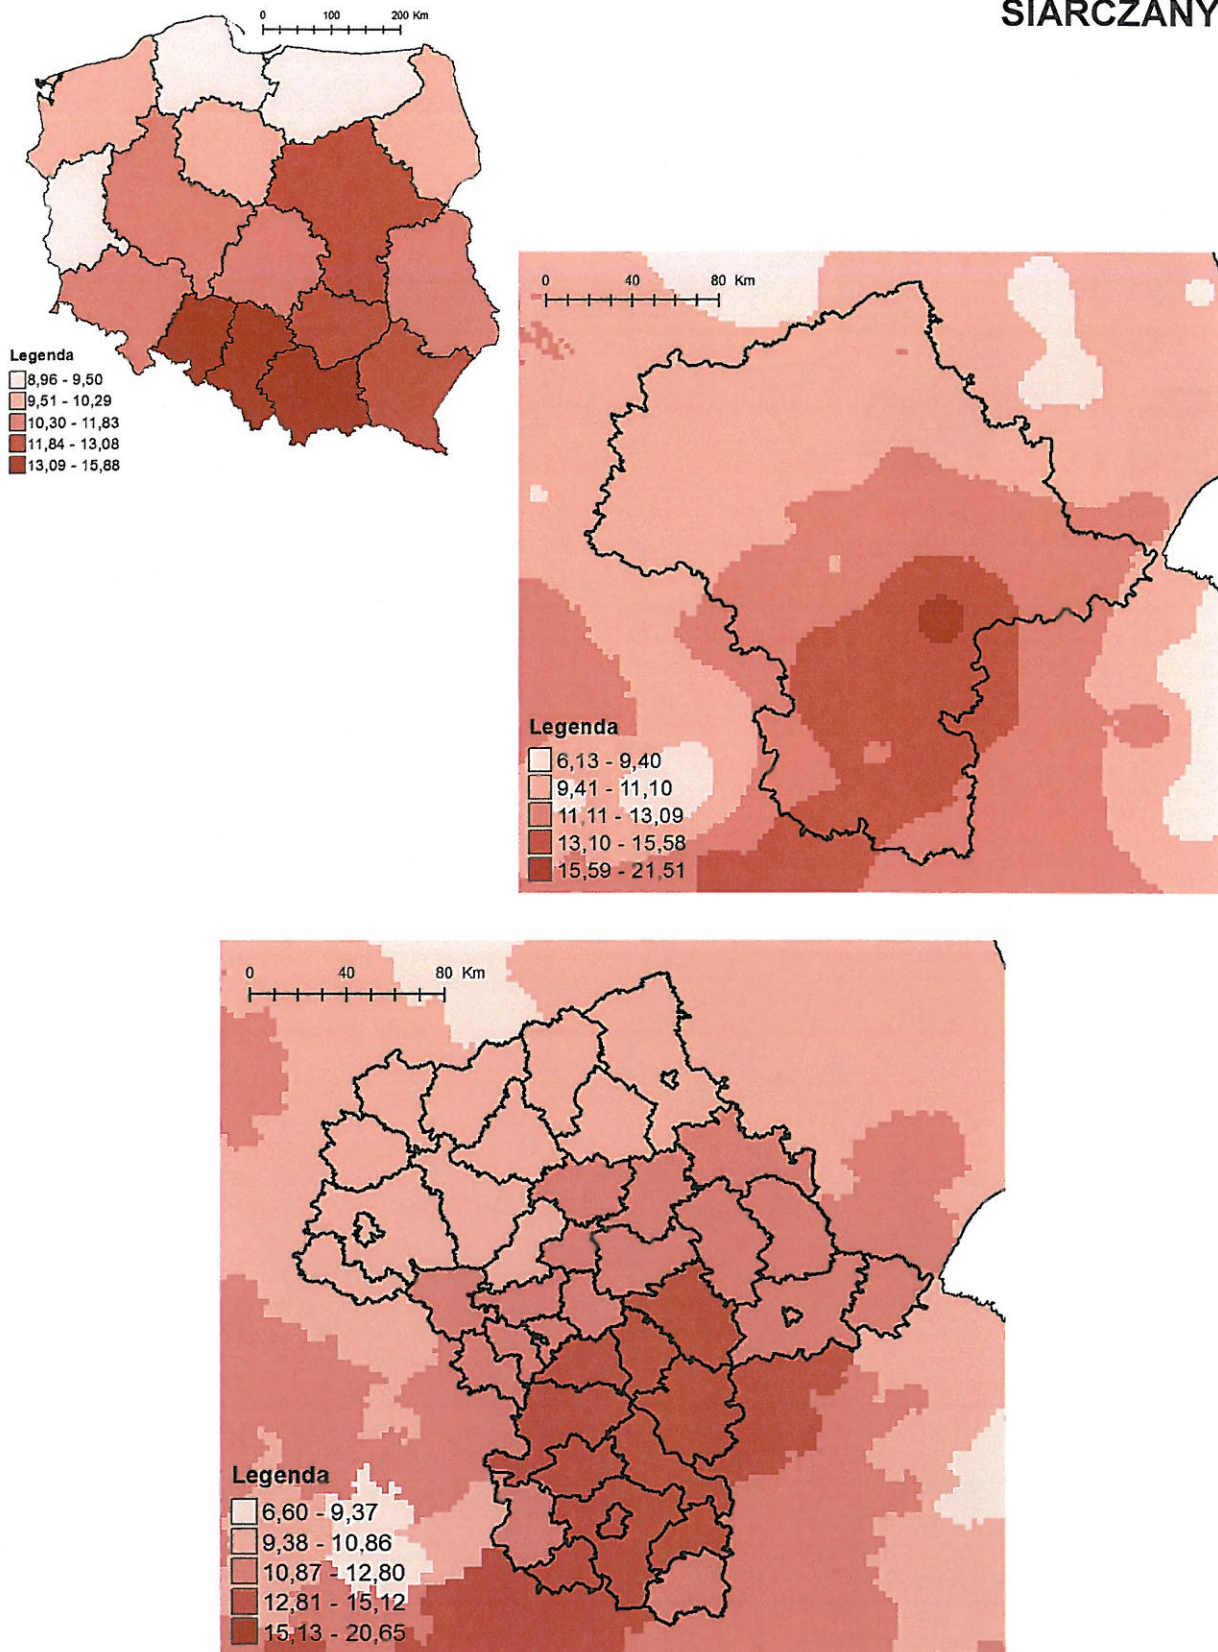 SIARCZANY
0 100 200 Km
Legenda
8,96 - 9,50
9,51 - 10,29
10,30 - 11,83
11,84 - 13,08
13,09 - 15,88
0 40 80 Km
Legenda
6,13 - 9,40
9,41 - 11,10
11,11 - 13,09
13,10 - 15,58
15,59 - 21,51
0 40 80 Km
Legenda
6,60 - 9,37
9,38 - 10,86
10,87 - 12,80
12,81 - 15,12
15,13 - 20,65